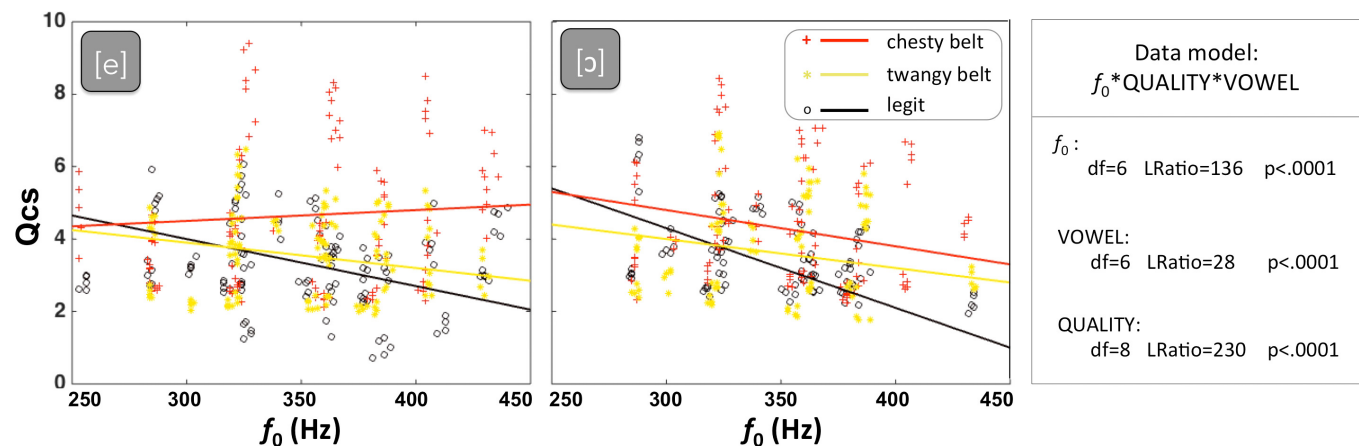 10
8
6
4
2
0
Qcs
[e]
250
300
350
400
450
f0 (Hz)
[ɔ]
+ chesty belt
* twangy belt
o legit
250
300
350
400
450
f0 (Hz)
Data model:
f0*QUALITY*VOWEL
f0 :
df=6 LRatio=136 p<.0001
VOWEL:
df=6 LRatio=28 p<.0001
QUALITY:
df=8 LRatio=230 p<.0001